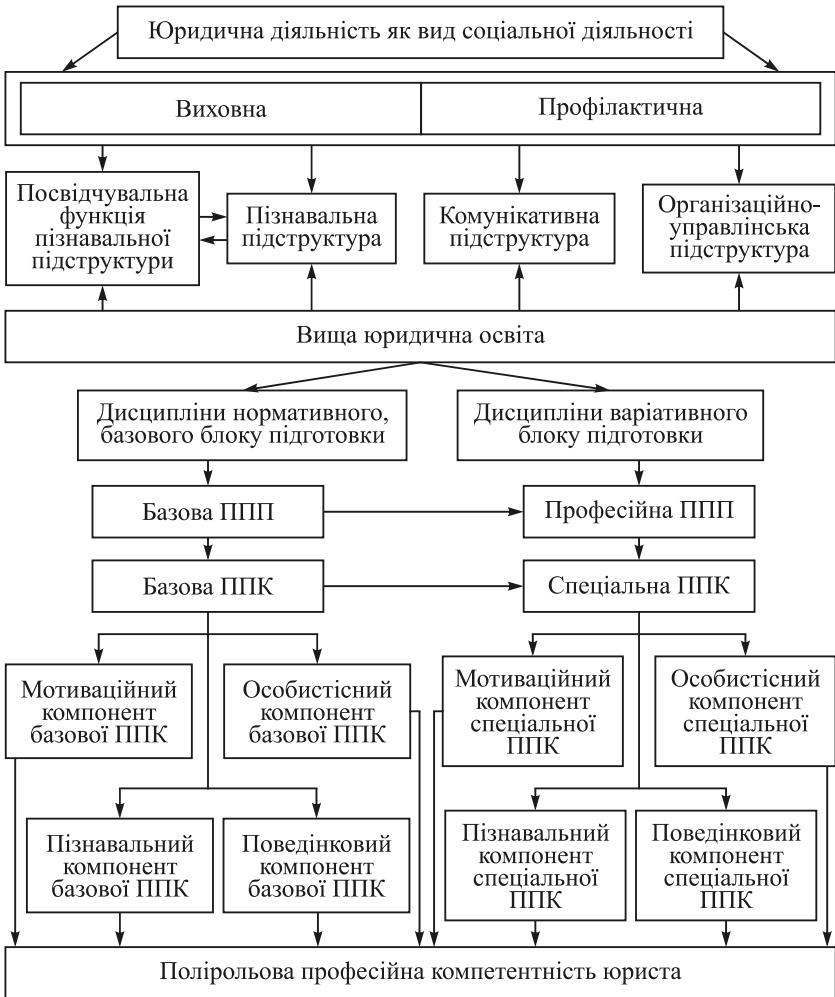 Юридична діяльність як вид соціальної діяльності
Виховна
Профілактична
Посвідчувальна
функція
пізнавальної
підструктури
Пізнавальна
підструктура
Комунікативна
підструктура
Організаційно-
управлінська
підструктура
Вища юридична освіта
Дисципліни нормативного,
базового блоку підготовки
Дисципліни варіативного
блоку підготовки
Базова ППП
Професійна ППП
Базова ППК
Спеціальна ППК
Мотиваційний
компонент
базової ППК
Особистісний
компонент
базової ППК
Мотиваційний
компонент
спеціальної
ППК
Особистісний
компонент
спеціальної
ППК
Пізнавальний
компонент
базової ППК
Поведінковий
компонент
базової ППК
Пізнавальний
компонент
спеціальної
ППК
Поведінковий
компонент
спеціальної
ППК
Полірольова професійна компетентність юриста